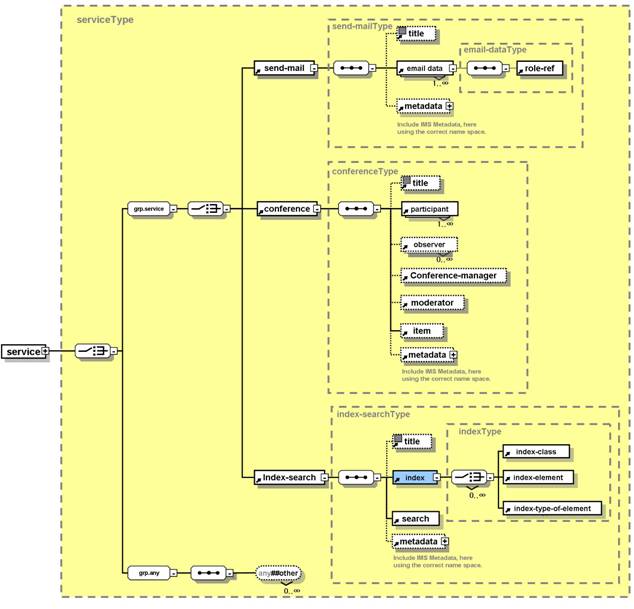 serviceType
send-mailType
title
email-dataType
send-mail
email data
role-ref
1..∞
metadata
Include IMS Metadata, here
using the correct name space.
conferenceType
title
grp.service
conference
participant
1..∞
observer
0..∞
Conference-manager
moderator
item
service
metadata
Include IMS Metadata, here
using the correct name space.
index-searchType
indexType
title
index-class
Index-search
index
index-element
0..∞
index-type-of-element
search
metadata
Include IMS Metadata, here
using the correct name space.
grp.any
any##other
0..∞